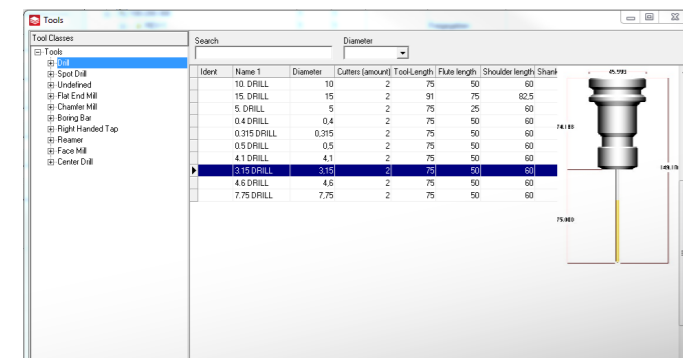 Tools
Tool Classes
Tools
Drill
Spot Drill
Undefined
Flat End Mill
Chamfer Mill
Boring Bar
Right Handed Tap
Reamer
Face Mill
Center Drill
Search Diameter
Ident Name 1 Diameter Cutters (amount) Tool-Length Flute length Shoulder length Shank
10. DRILL 10 2 75 50 60
15. DRILL 15 2 91 75 82,5
5. DRILL 5 2 75 25 60
0.4 DRILL 0,4 2 75 50 60
0.315 DRILL 0,315 2 75 50 60
0.5 DRILL 0,5 2 75 50 60
4.1 DRILL 4,1 2 75 50 60
3.15 DRILL 3,15 2 75 50 60
4.6 DRILL 4,6 2 75 50 60
7.75 DRILL 7,75 2 75 50 60